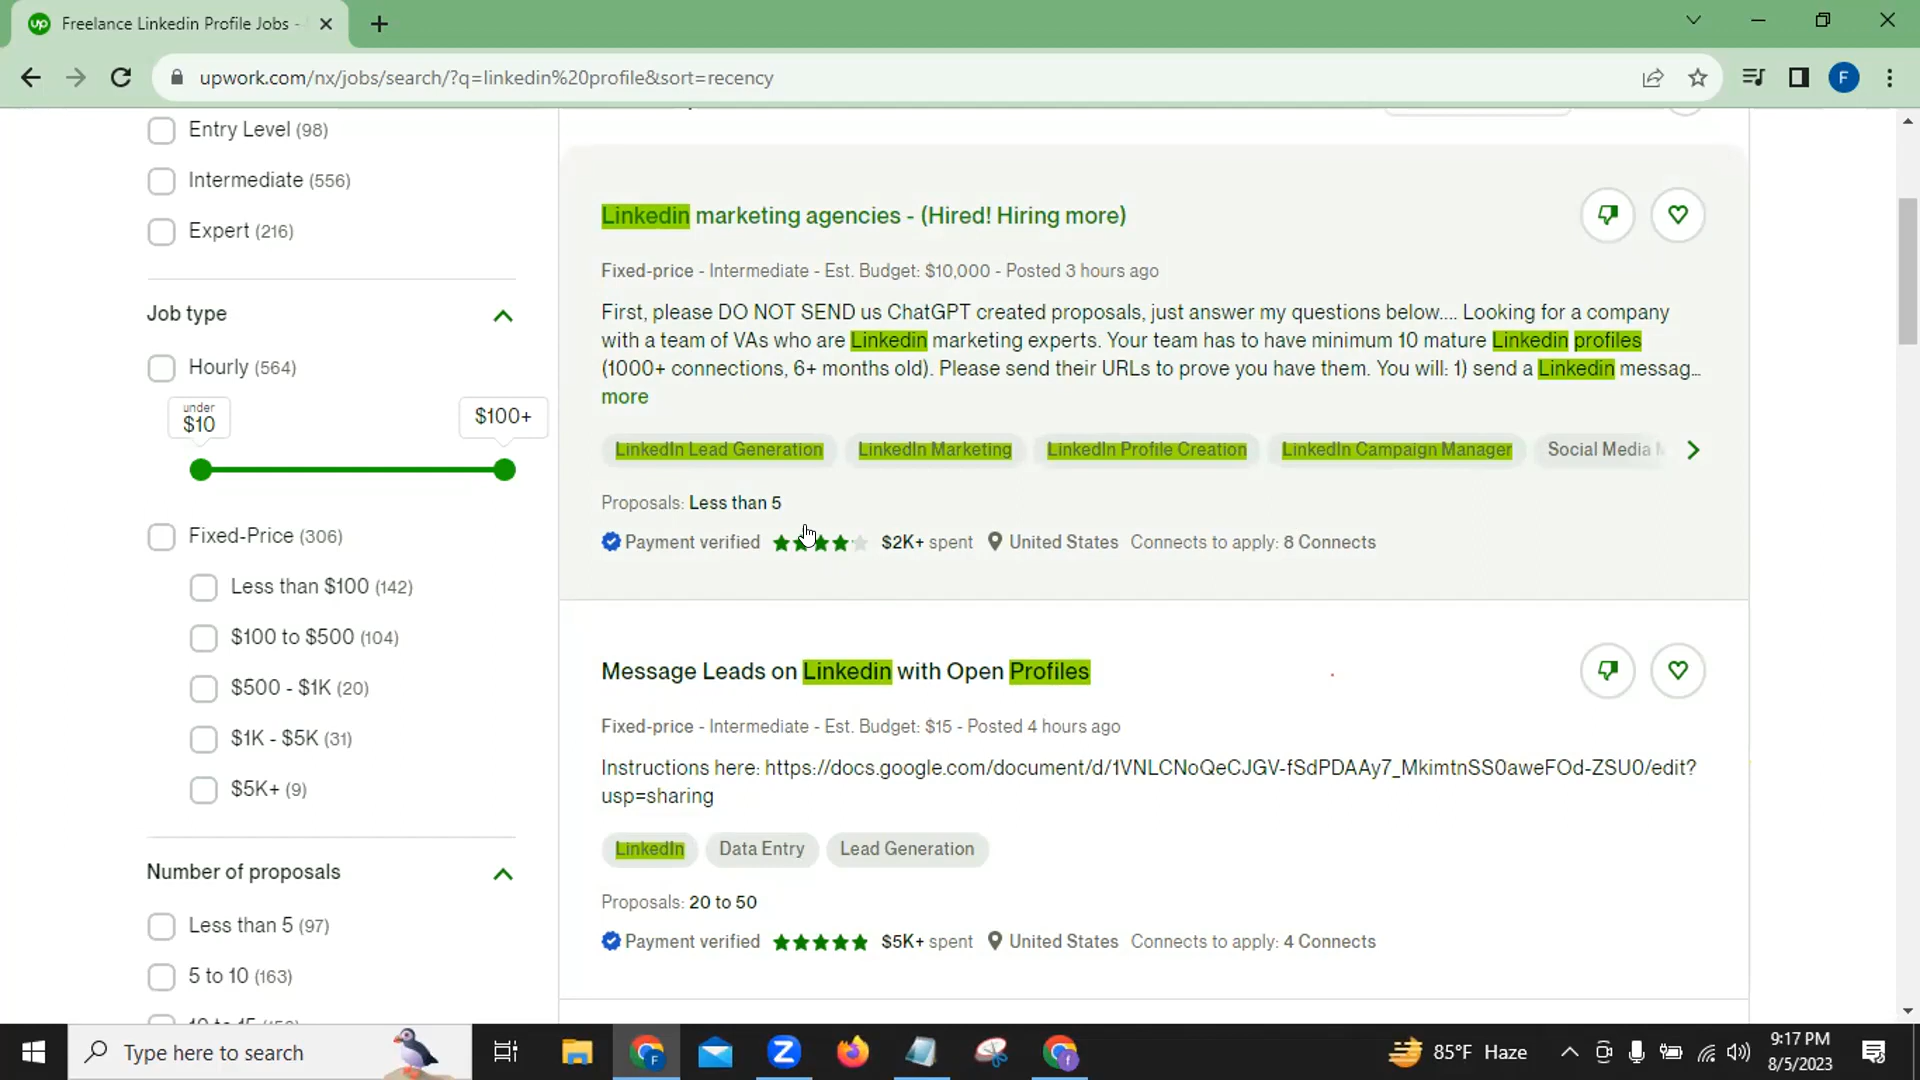 Freelance Linkedin Profile Jobs -
upwork.com/nx/jobs/search/?q=linkedin%20profile&sort=recency
F
Entry Level (98)
Intermediate (556)
Expert (216)
Job type
Hourly (564)
under
$10
$100+
Fixed-Price (306)
Less than $100 (142)
$100 to $500 (104)
$500 - $1K (20)
$1K - $5K (31)
$5K+ (9)
Number of proposals
Less than 5 (97)
5 to 10 (163)
Linkedin marketing agencies - (Hired! Hiring more)
Fixed-price - Intermediate - Est. Budget: $10,000 - Posted 3 hours ago
First, please DO NOT SEND us ChatGPT created proposals, just answer my questions below.... Looking for a company
with a team of VAs who are Linkedin marketing experts. Your team has to have minimum 10 mature Linkedin profiles
(1000+ connections, 6+ months old). Please send their URLs to prove you have them. You will: 1) send a Linkedin messag...
more
LinkedIn Lead Generation LinkedIn Marketing LinkedIn Profile Creation LinkedIn Campaign Manager Social Media
Proposals: Less than 5
Payment verified $2K+ spent United States Connects to apply: 8 Connects
Message Leads on Linkedin with Open Profiles
Fixed-price - Intermediate - Est. Budget: $15 - Posted 4 hours ago
Instructions here: https://docs.google.com/document/d/1VNLCNoQeCJGV-fSdPDAAy7_MkimtnSS0aweFOd-ZSU0/edit?
usp=sharing
LinkedIn Data Entry Lead Generation
Proposals: 20 to 50
Payment verified $5K+ spent United States Connects to apply: 4 Connects
Type here to search
85°F Haze
9:17 PM
8/5/2023